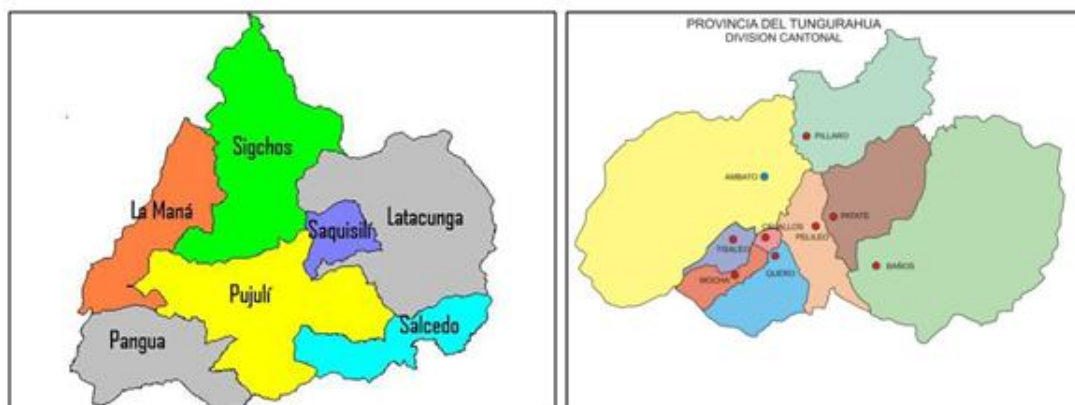 Sigchos
La Maná
Saquisilí
Latacunga
Pujulí
Salcedo
Pangua
PROVINCIA DEL TUNGURAHUA
DIVISION CANTONAL
PILLARO
AMBATO
PATATE
CEVALLOS
PELILEO
TISALEO
QUERO
BAÑOS
MOCHA